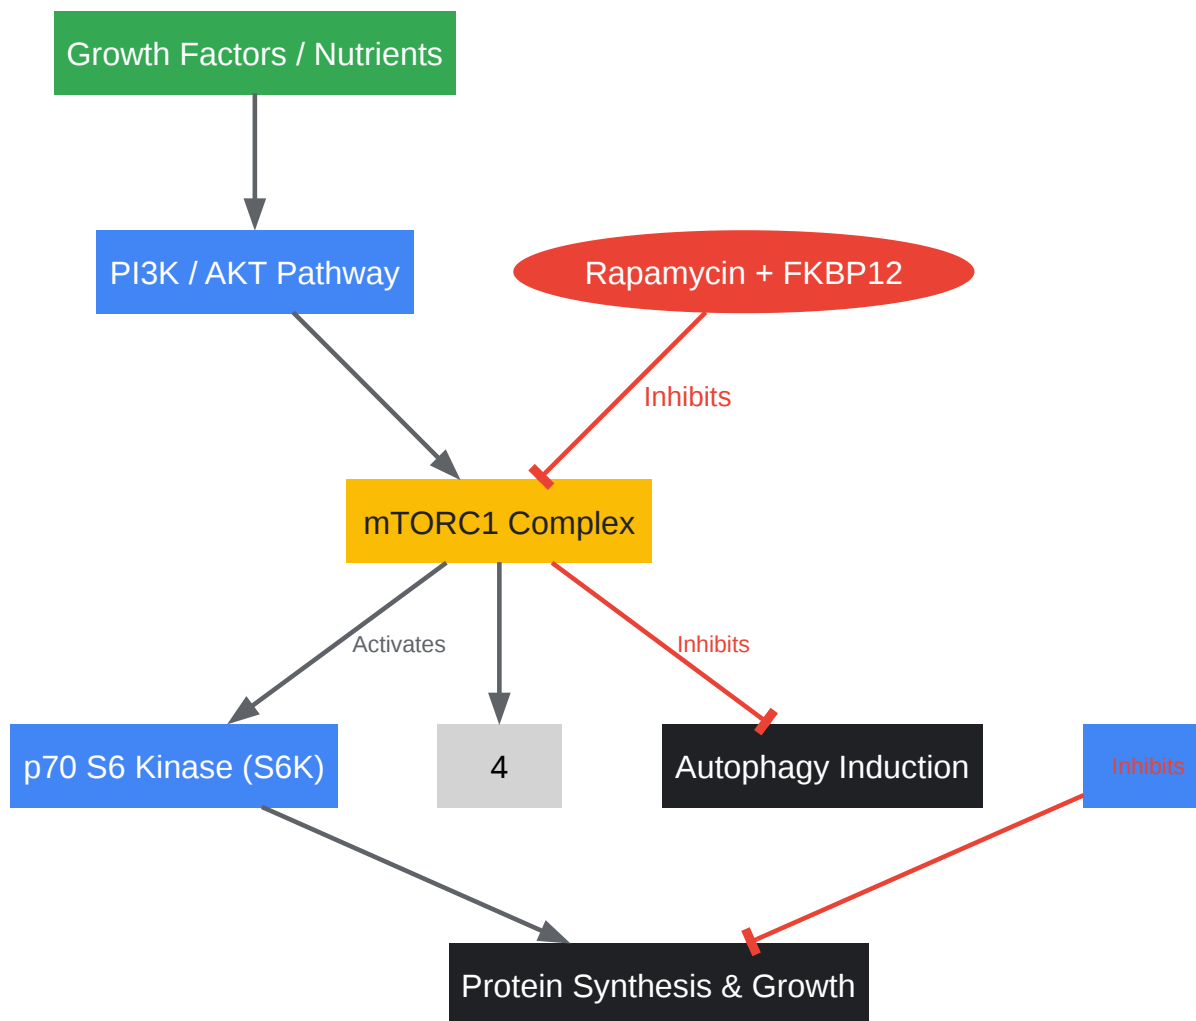 Growth Factors / Nutrients
PI3K / AKT Pathway
Rapamycin + FKBP12
Inhibits
mTORC1 Complex
Activates
Inhibits
p70 S6 Kinase (S6K)
4
Autophagy Induction
Inhibits
Protein Synthesis & Growth